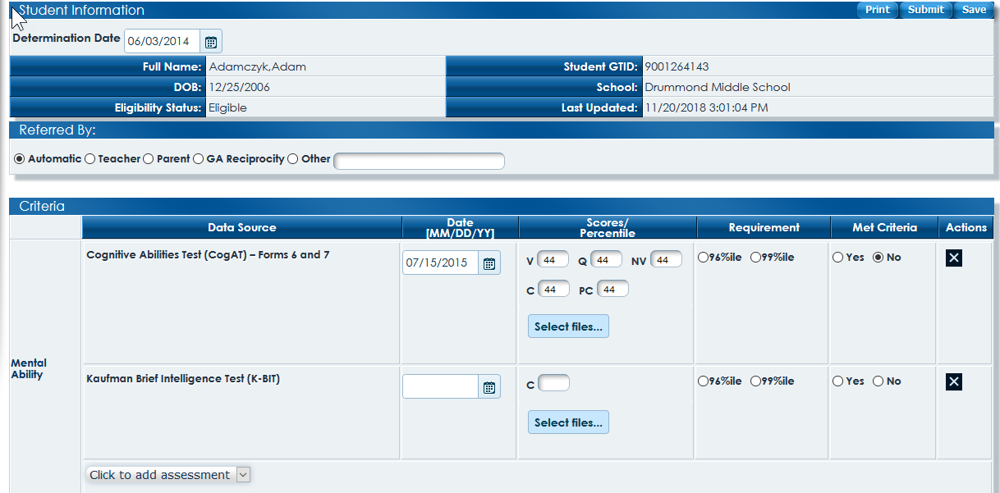 Student Information Print Submit Save
Determination Date 06/03/2014
Full Name: Adamczyk,Adam Student GTID: 9001264143
DOB: 12/25/2006 School: Drummond Middle School
Eligibility Status: Eligible Last Updated: 11/20/2018 3:01:04 PM
Referred By:
Automatic Teacher Parent GA Reciprocity Other
Criteria
Data Source Date [MM/DD/YY] Scores/ Percentile Requirement Met Criteria Actions
Mental Ability
Cognitive Abilities Test (CogAT) – Forms 6 and 7 07/15/2015 V 44 Q 44 NV 44 96%ile 99%ile Yes No X
C 44 PC 44
Select files...
Kaufman Brief Intelligence Test (K-BIT) C 96%ile 99%ile Yes No X
Select files...
Click to add assessment